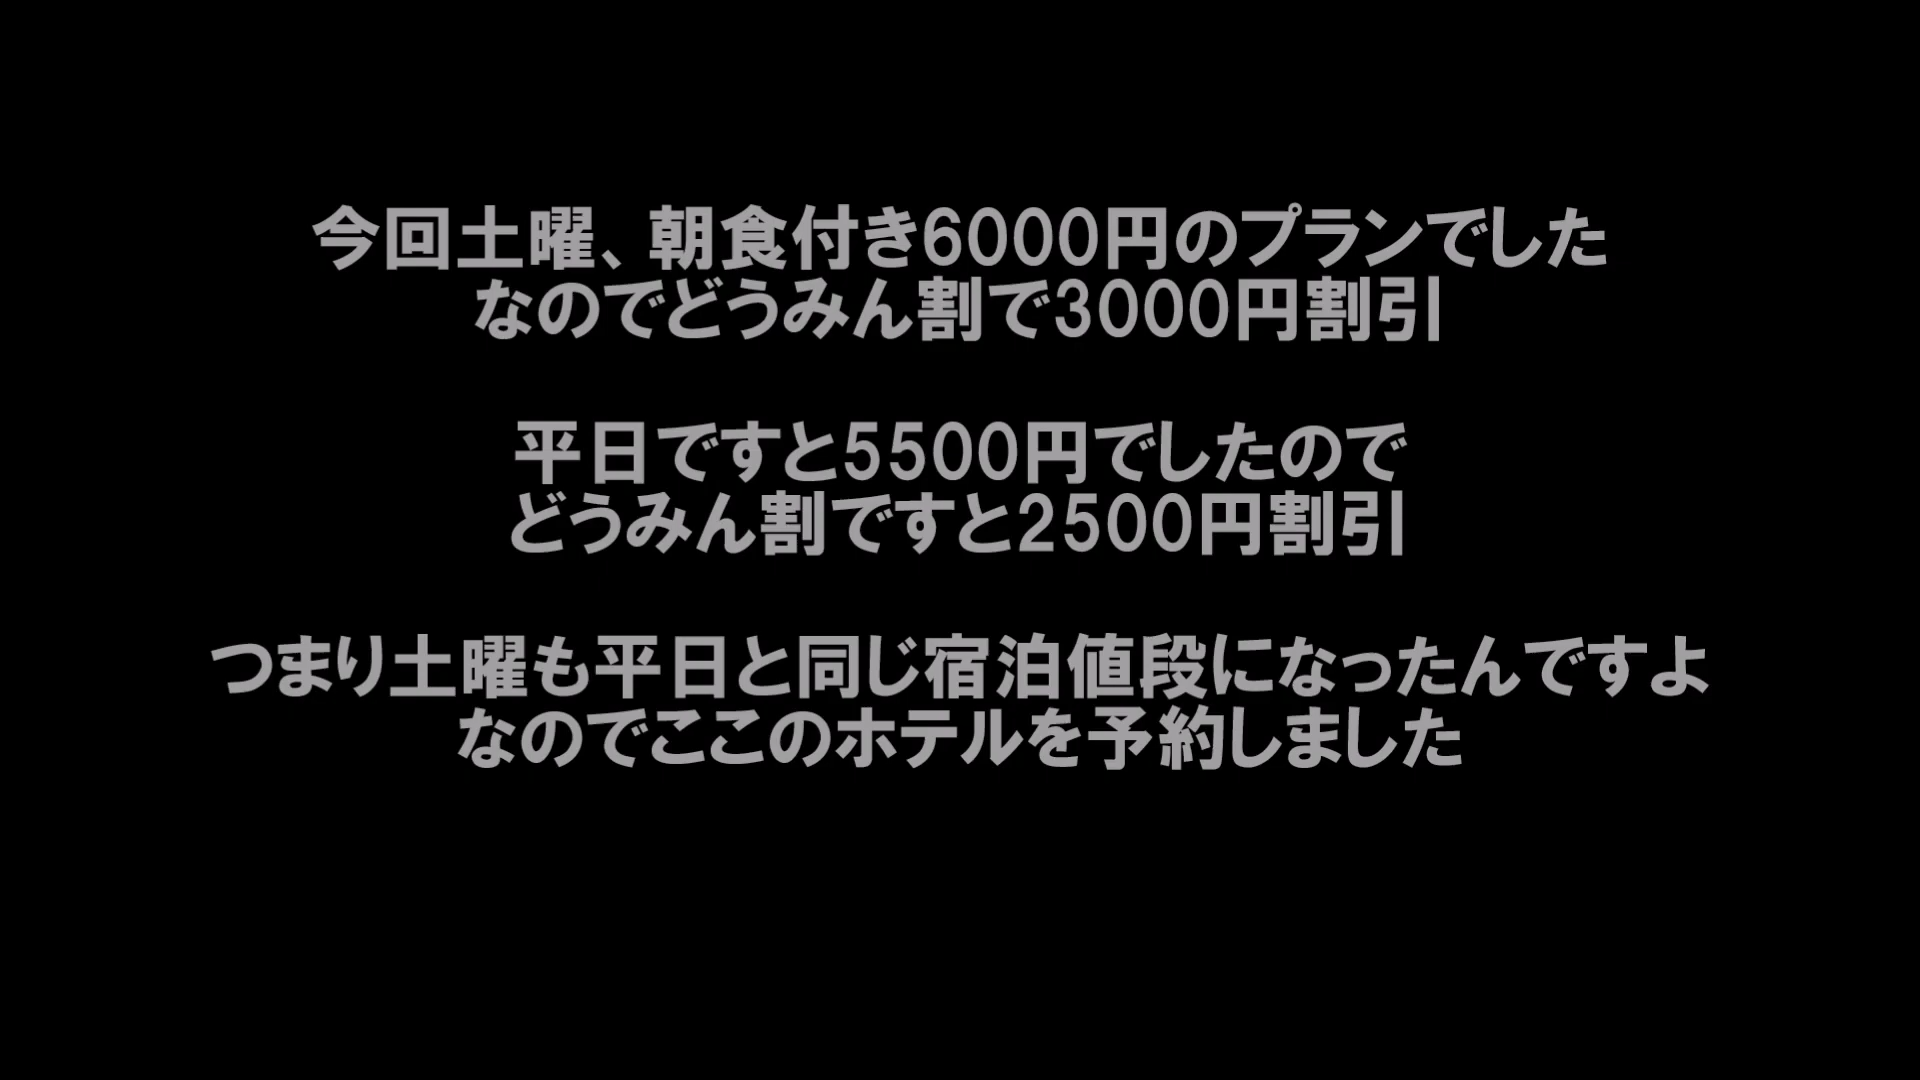 今回土曜、朝食付き6000円のプランでした
なのでどうみん割で3000円割引
平日ですと5500円でしたので
どうみん割ですと2500円割引
つまり土曜も平日と同じ宿泊値段になったんですよ
なのでここのホテルを予約しました